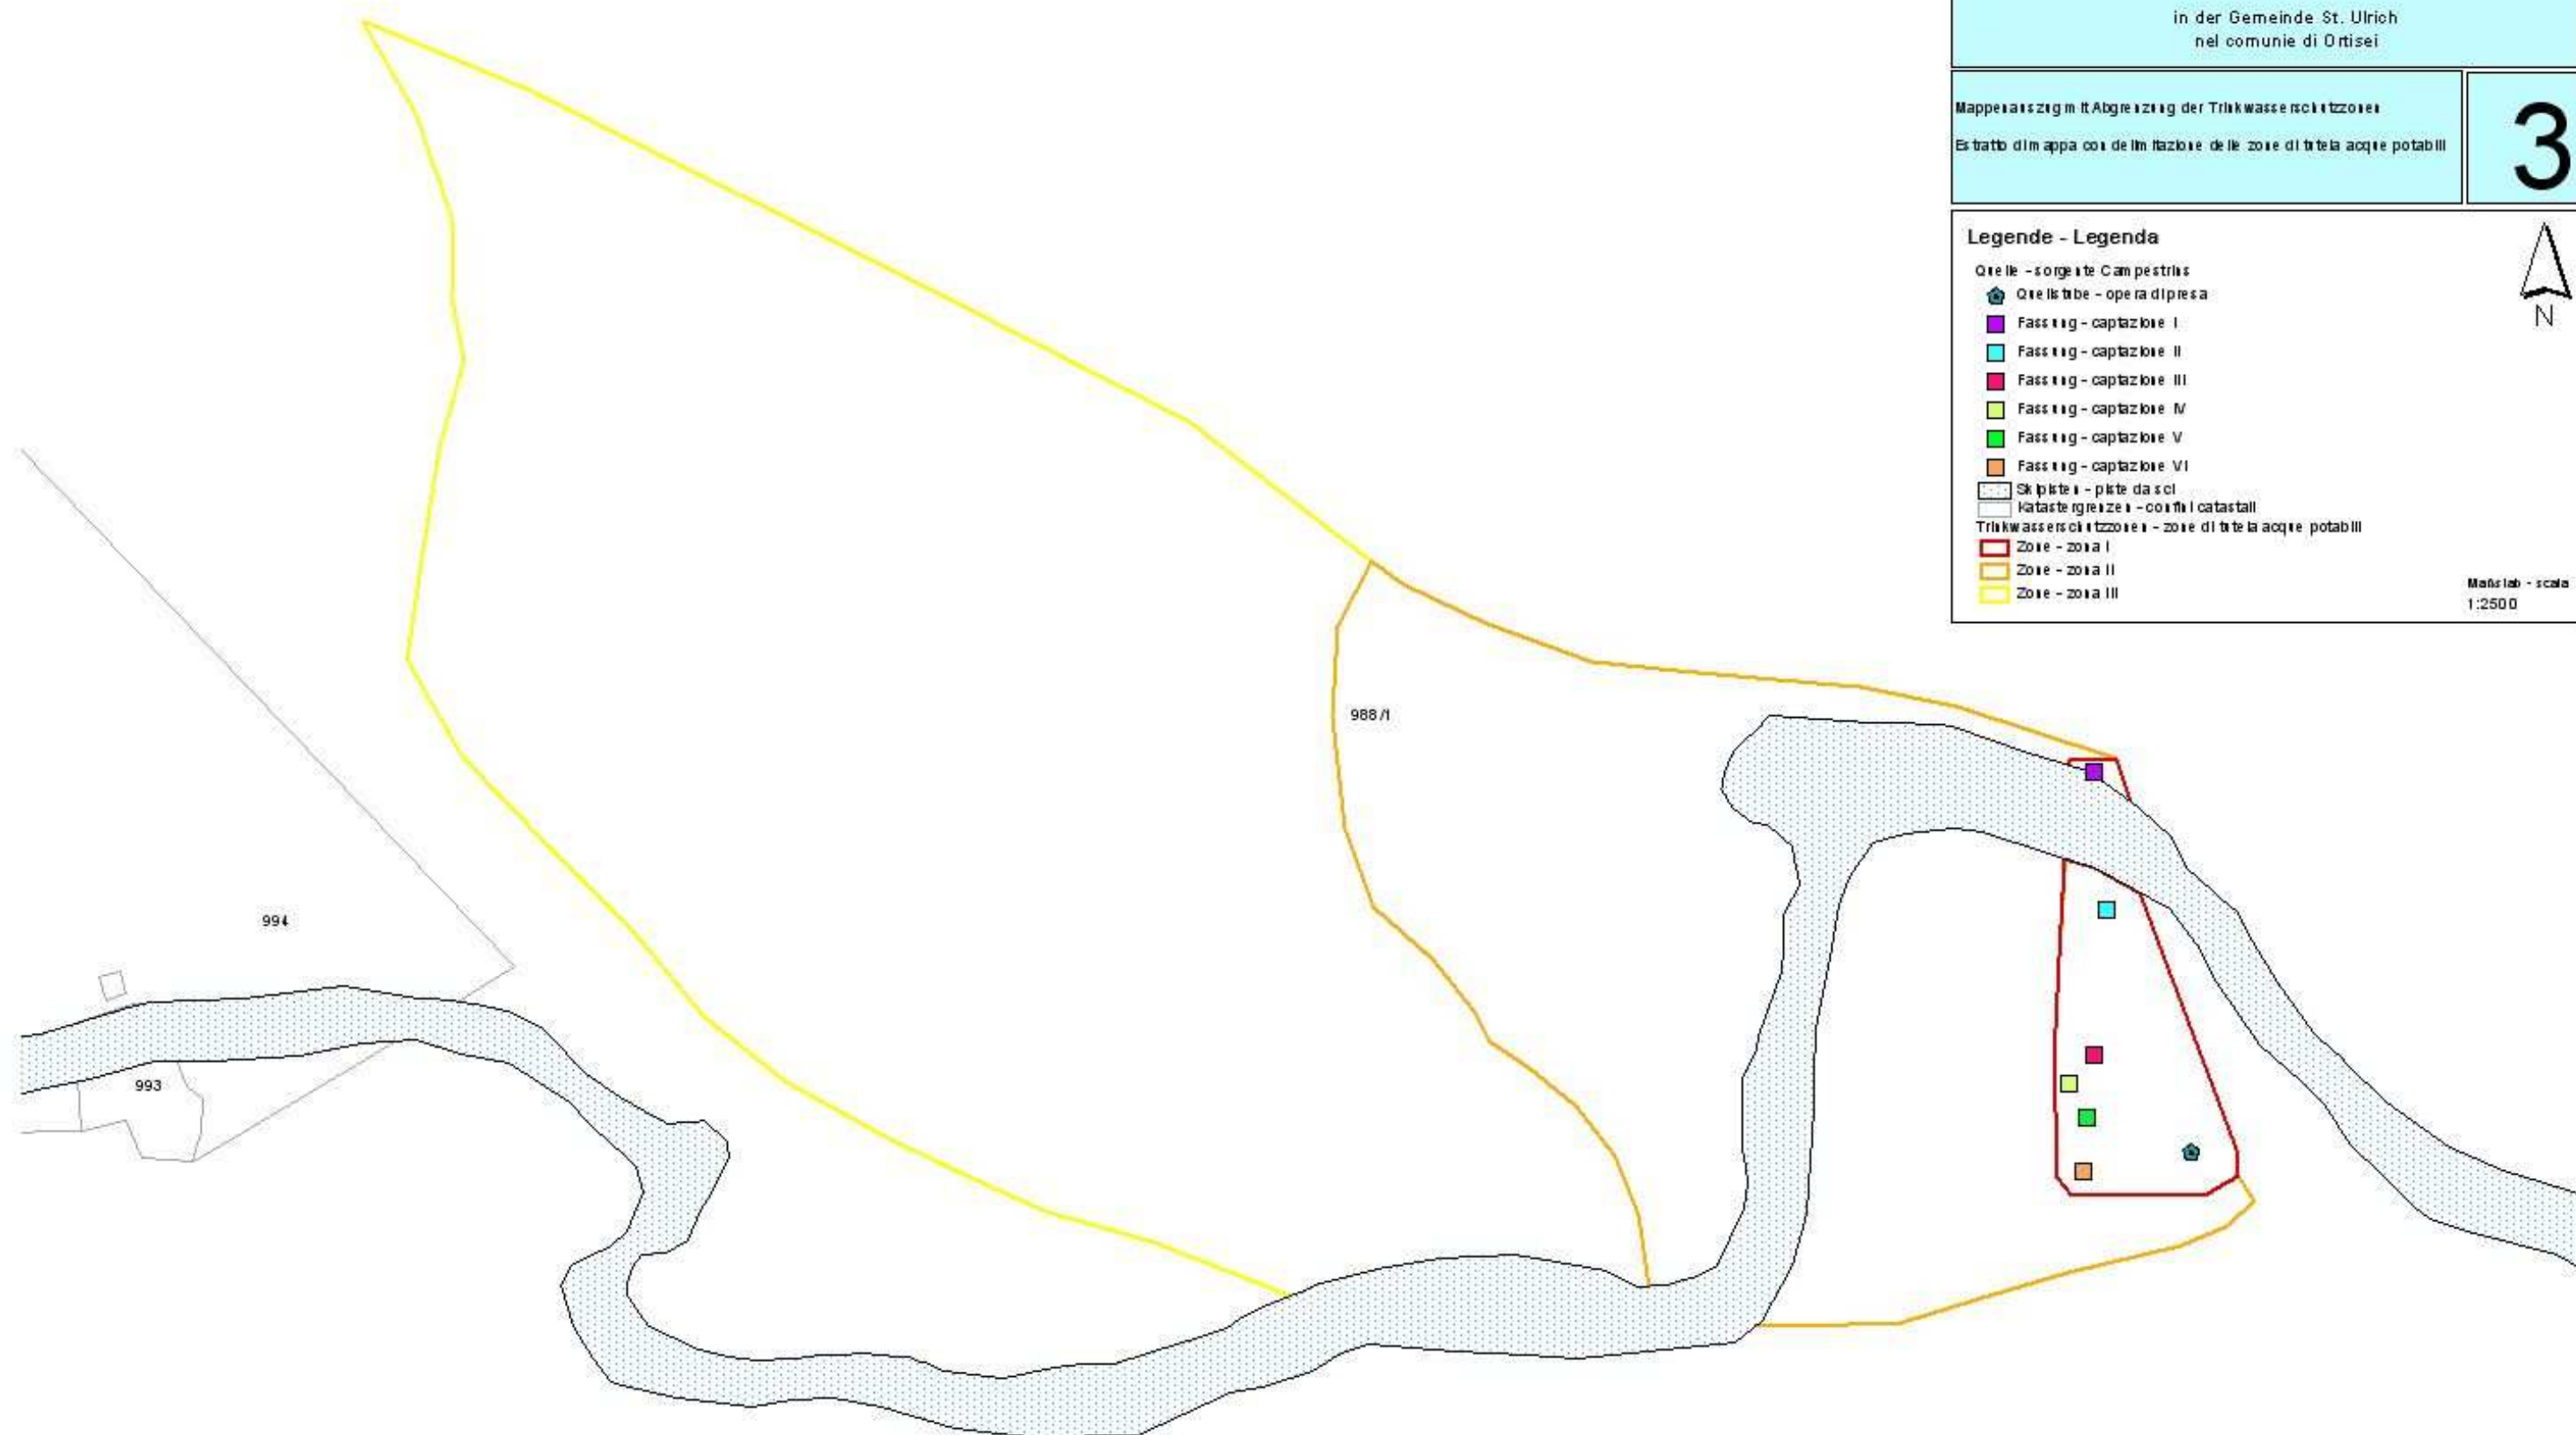 in der Gemeinde St. Ulrich
nel comunie di Ortisei
Mappenauszug mit Abgrenzung der Trinkwasserschutzzonen
Estratto di mappa con delimitazione delle zone di tutela acque potabili
3
Legende - Legenda
Quelle - sorgente Campestrins
Quellstube - opera di presa
Fassung - captazione I
Fassung - captazione II
Fassung - captazione III
Fassung - captazione IV
Fassung - captazione V
Fassung - captazione VI
Skipisten - piste da sci
Katastergrenzen - confini catastali
Trinkwasserschutzzonen - zone di tutela acque potabili
Zone - zona I
Zone - zona II
Zone - zona III
N
Maßstab - scala
1:2500
988/1
994
993